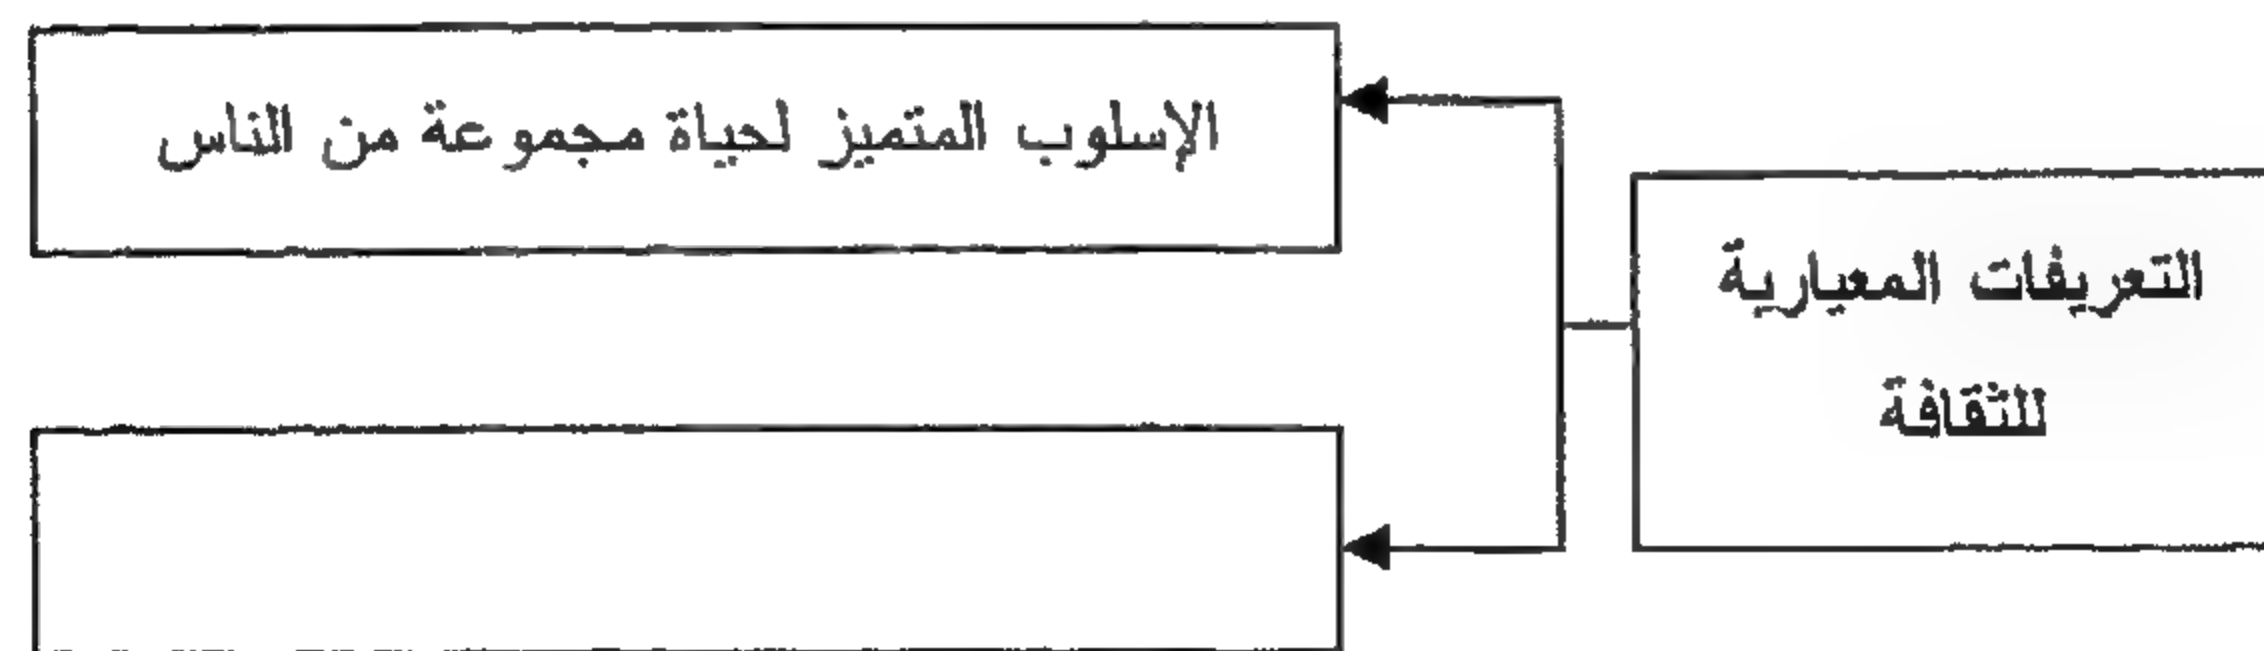 التعريفات المعيارية
للثقافة
الإسلوب المتميز لحياة مجموعة من الناس